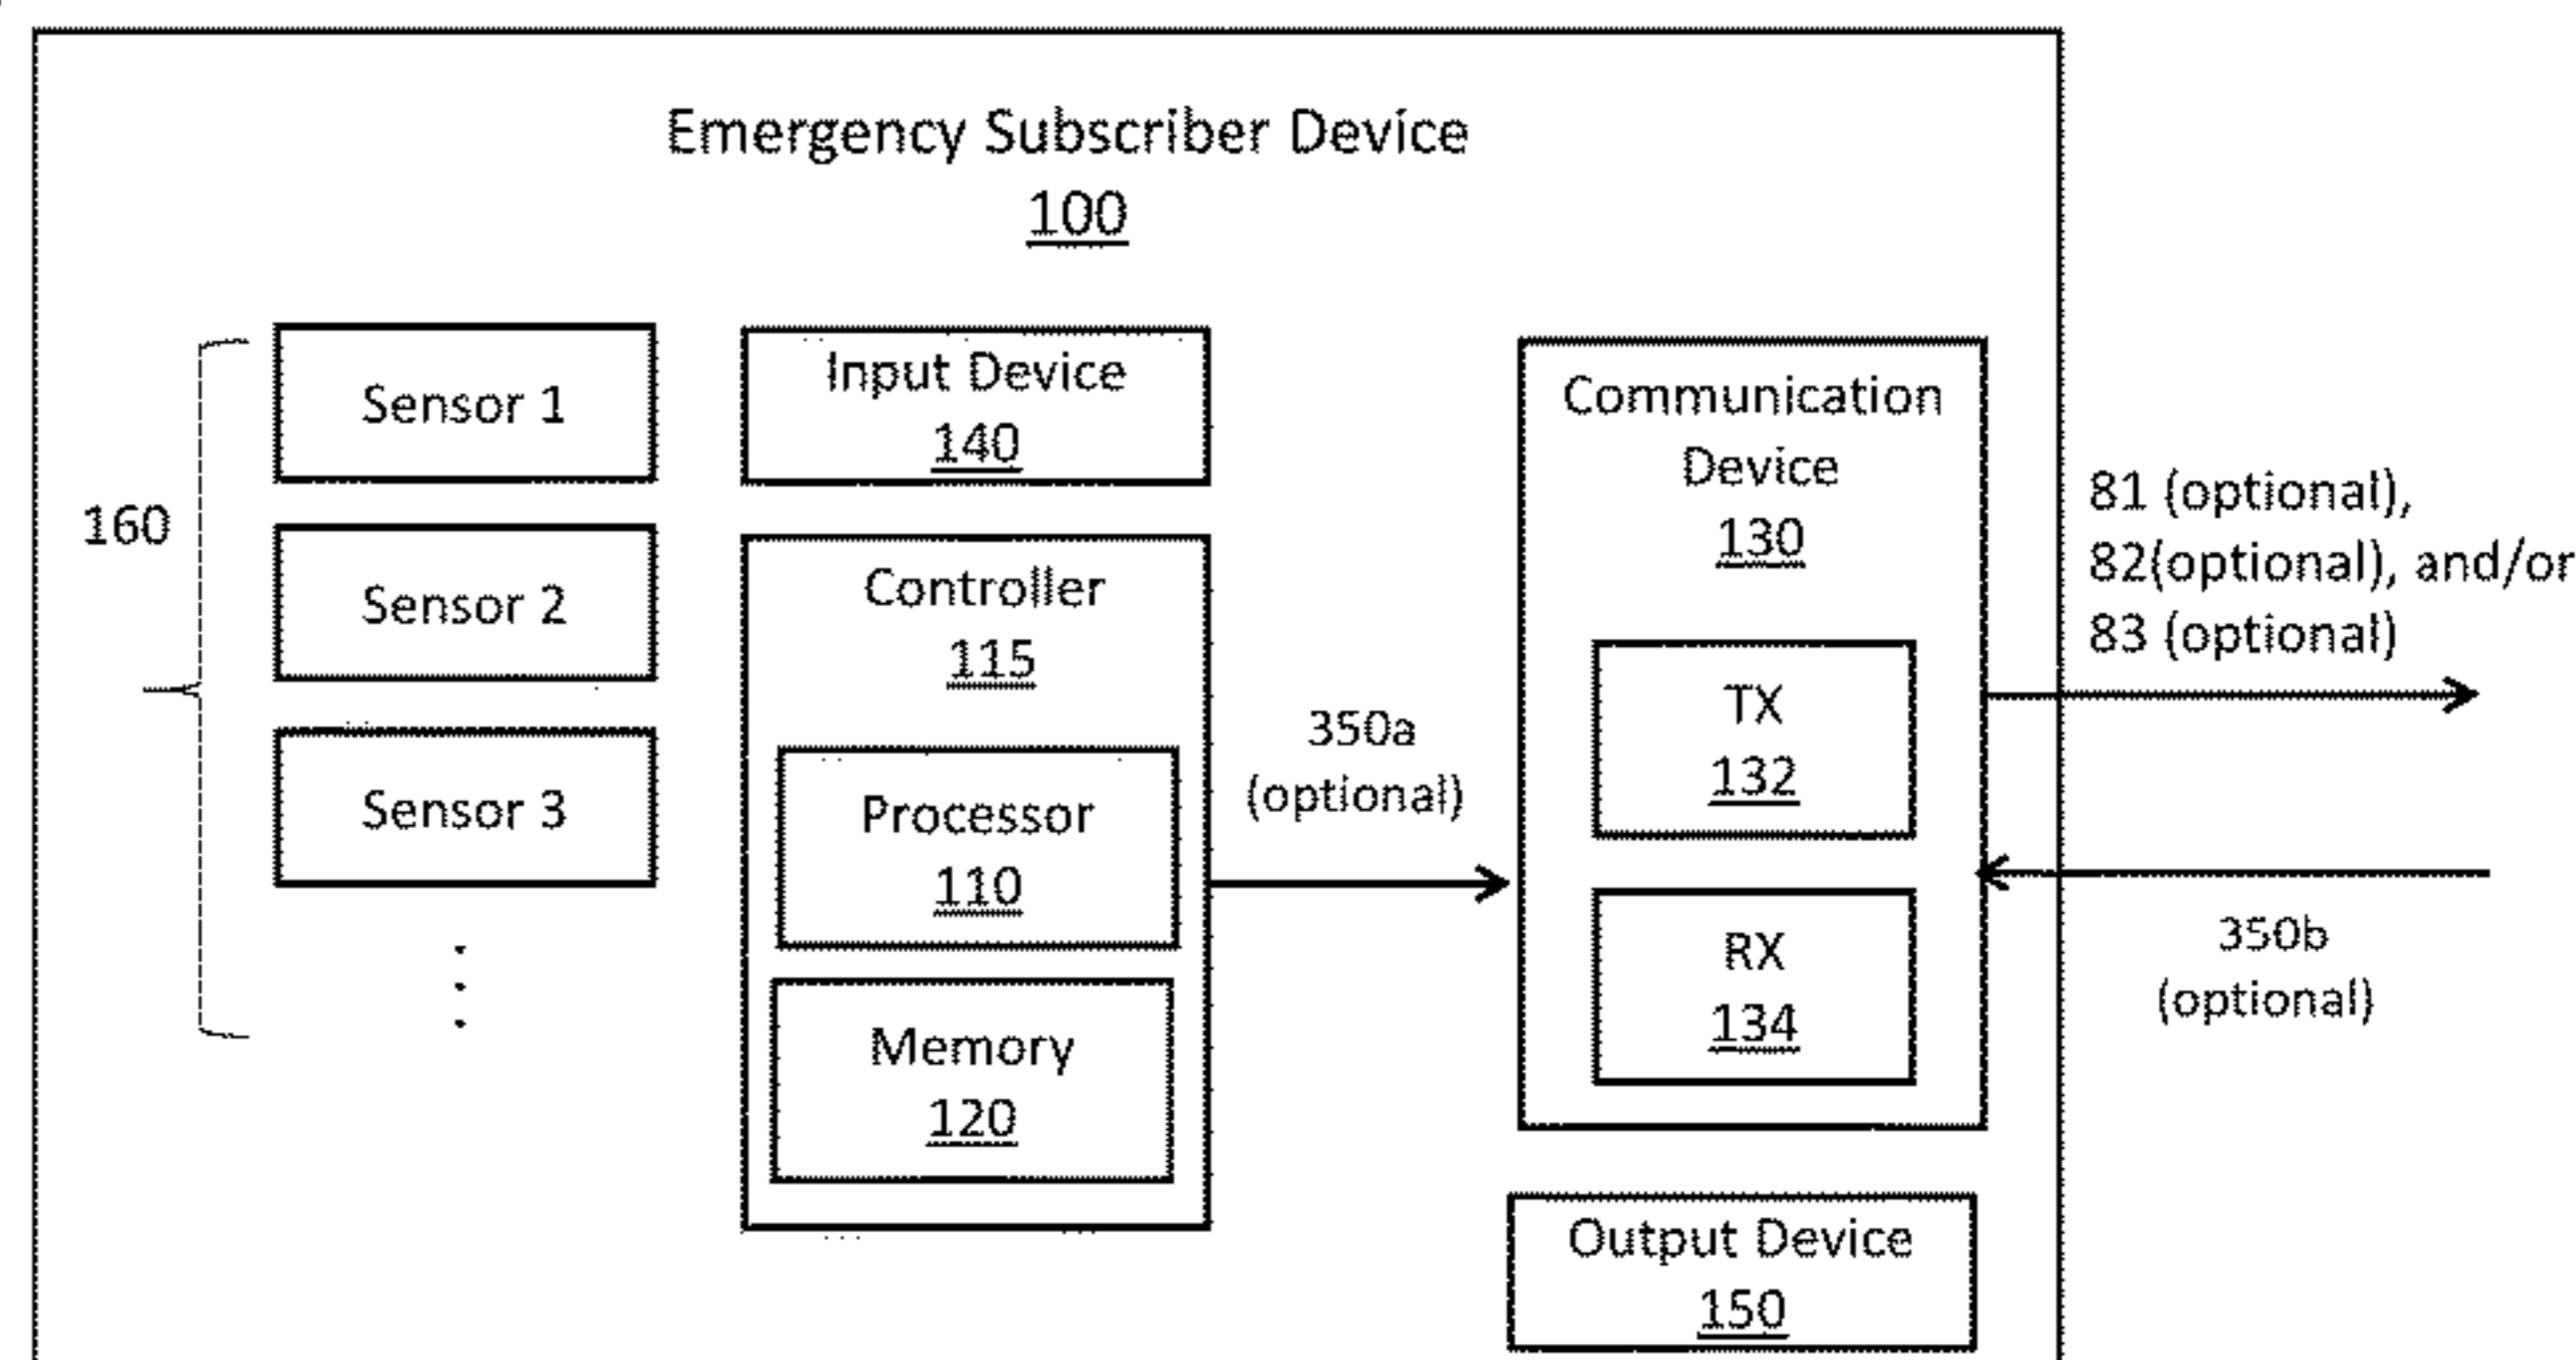 Emergency Subscriber Device
100
160
Sensor 1
Sensor 2
Sensor 3
Input Device
140
Controller
115
Processor
110
Memory
120
350a
(optional)
Communication
Device
130
TX
132
RX
134
Output Device
150
81 (optional),
82(optional), and/or
83 (optional)
350b
(optional)